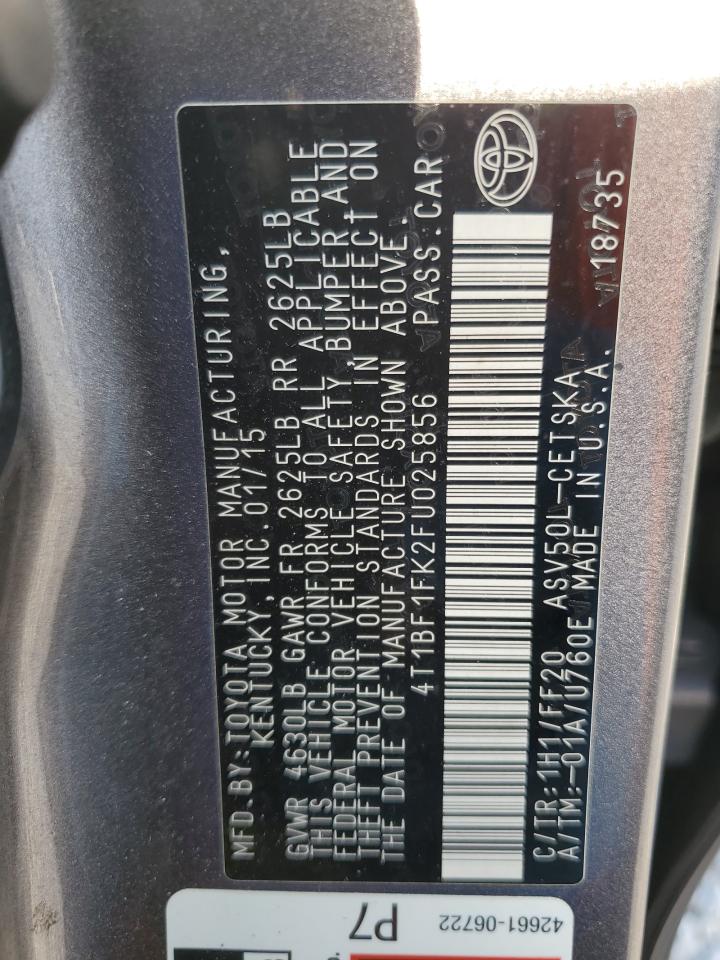 MFD.BY:TOYOTA MOTOR MANUFACTURING,
KENTUCKY,INC.01/15
GVWR 4630LB GAWR FR 2625LB RR 2625LB
THIS VEHICLE CONFORMS TO ALL APPLICABLE
FEDERAL MOTOR VEHICLE SAFETY,BUMPER,AND
THEFT PREVENTION STANDARDS IN EFFECT ON
THE DATE OF MANUFACTURE SHOWN ABOVE.
4T1BF1FK2FU025856 PASS.CAR
C/TR:1H1/FF20 ASV50L-CETSKA
A/TM:-01A/U760E MADE IN U.S.A. 18735
42661-06722
P7